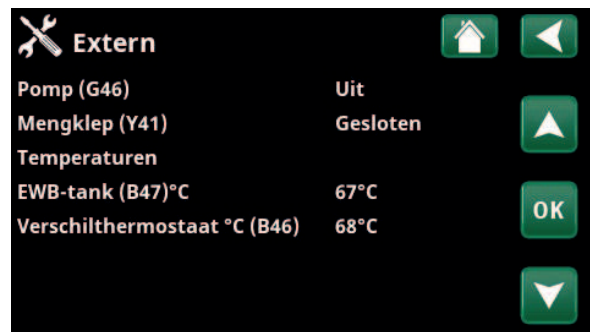 Extern
Pomp (G46) Uit
Mengklep (Y41) Gesloten
Temperaturen
EWB-tank (B47)°C 67°C
Verschilthermostaat °C (B46) 68°C
OK